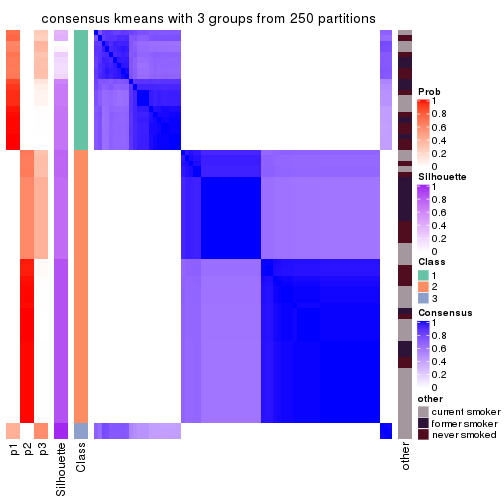 consensus kmeans with 3 groups from 250 partitions
Prob
1
0.8
0.6
0.4
0.2
0
Silhouette
1
0.8
0.6
0.4
0.2
0
Class
1
2
3
Consensus
1
0.8
0.6
0.4
0.2
0
other
current smoker
former smoker
never smoked
p1
p2
p3
Silhouette
Class
other